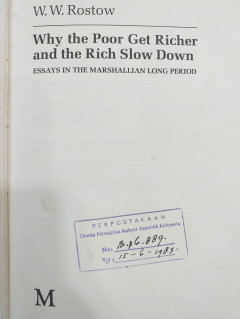 W. W. Rostow
Why the Poor Get Richer
and the Rich Slow Down
ESSAYS IN THE MARSHALLIAN LONG PERIOD
PERPUSTAKAAN
Dewan Perwakilan Rakyat Republik Indonesia
No: B.pG.889.
Tgl: 15-6-1983.
M